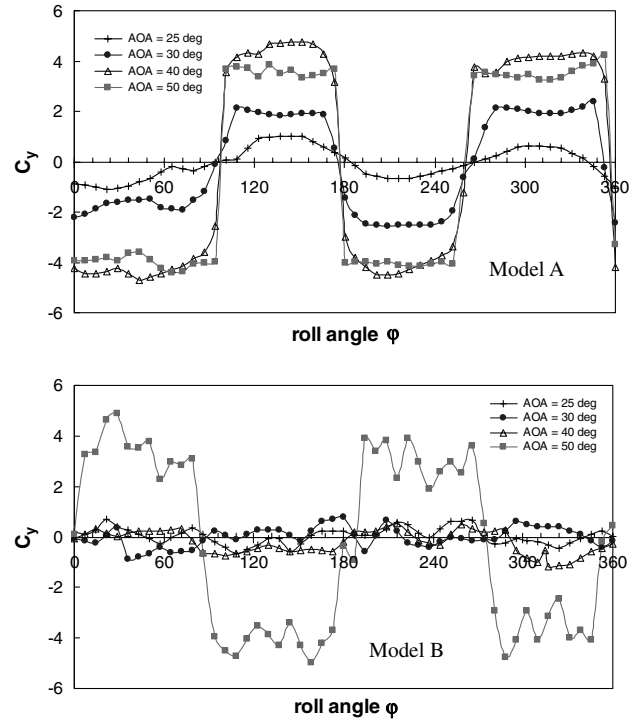 6
AOA = 25 deg
AOA = 30 deg
AOA = 40 deg
AOA = 50 deg
4
2
0
-2
-4
-6
Cy
0 60 120 180 240 300 360
Model A
roll angle φ
6
AOA = 25 deg
AOA = 30 deg
AOA = 40 deg
AOA = 50 deg
4
2
0
-2
-4
-6
Cy
0 60 120 180 240 300 360
Model B
roll angle φ